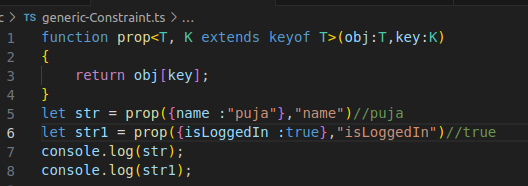 c > TS generic-Constraint.ts > ...
1 function prop<T, K extends keyof T>(obj:T,key:K)
2 {
3     return obj[key];
4 }
5 let str = prop({name :"puja"},"name")//puja
6 let str1 = prop({isLoggedIn :true},"isLoggedIn")//true
7 console.log(str);
8 console.log(str1);